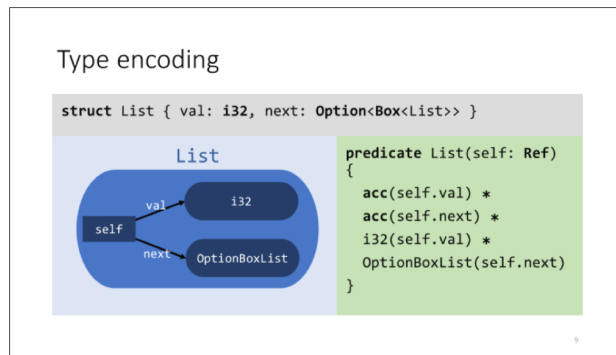 Type encoding
struct List { val: i32, next: Option<Box<List>> }
List
val
i32
self
next
OptionBoxList
predicate List(self: Ref)
{
acc(self.val) *
acc(self.next) *
i32(self.val) *
OptionBoxList(self.next)
}
9